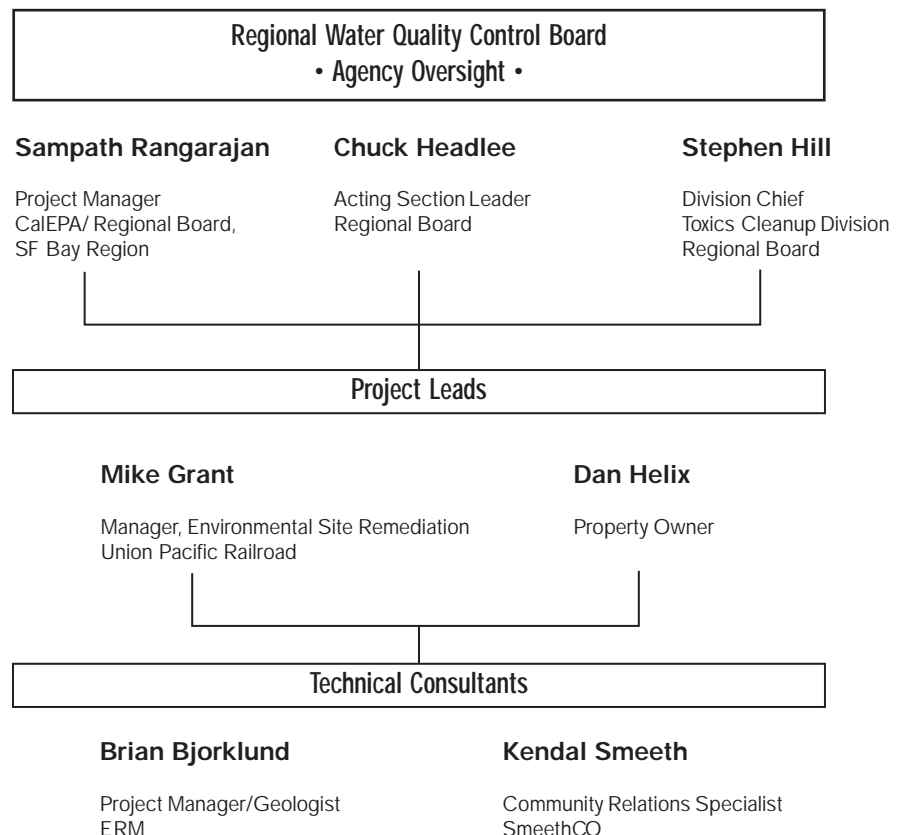 Regional Water Quality Control Board
• Agency Oversight •
Sampath Rangarajan
Project Manager
CalEPA/ Regional Board,
SF Bay Region
Chuck Headlee
Acting Section Leader
Regional Board
Stephen Hill
Division Chief
Toxics Cleanup Division
Regional Board
Project Leads
Mike Grant
Manager, Environmental Site Remediation
Union Pacific Railroad
Dan Helix
Property Owner
Technical Consultants
Brian Bjorklund
Project Manager/Geologist
ERM
Kendal Smeeth
Community Relations Specialist
SmeethCO